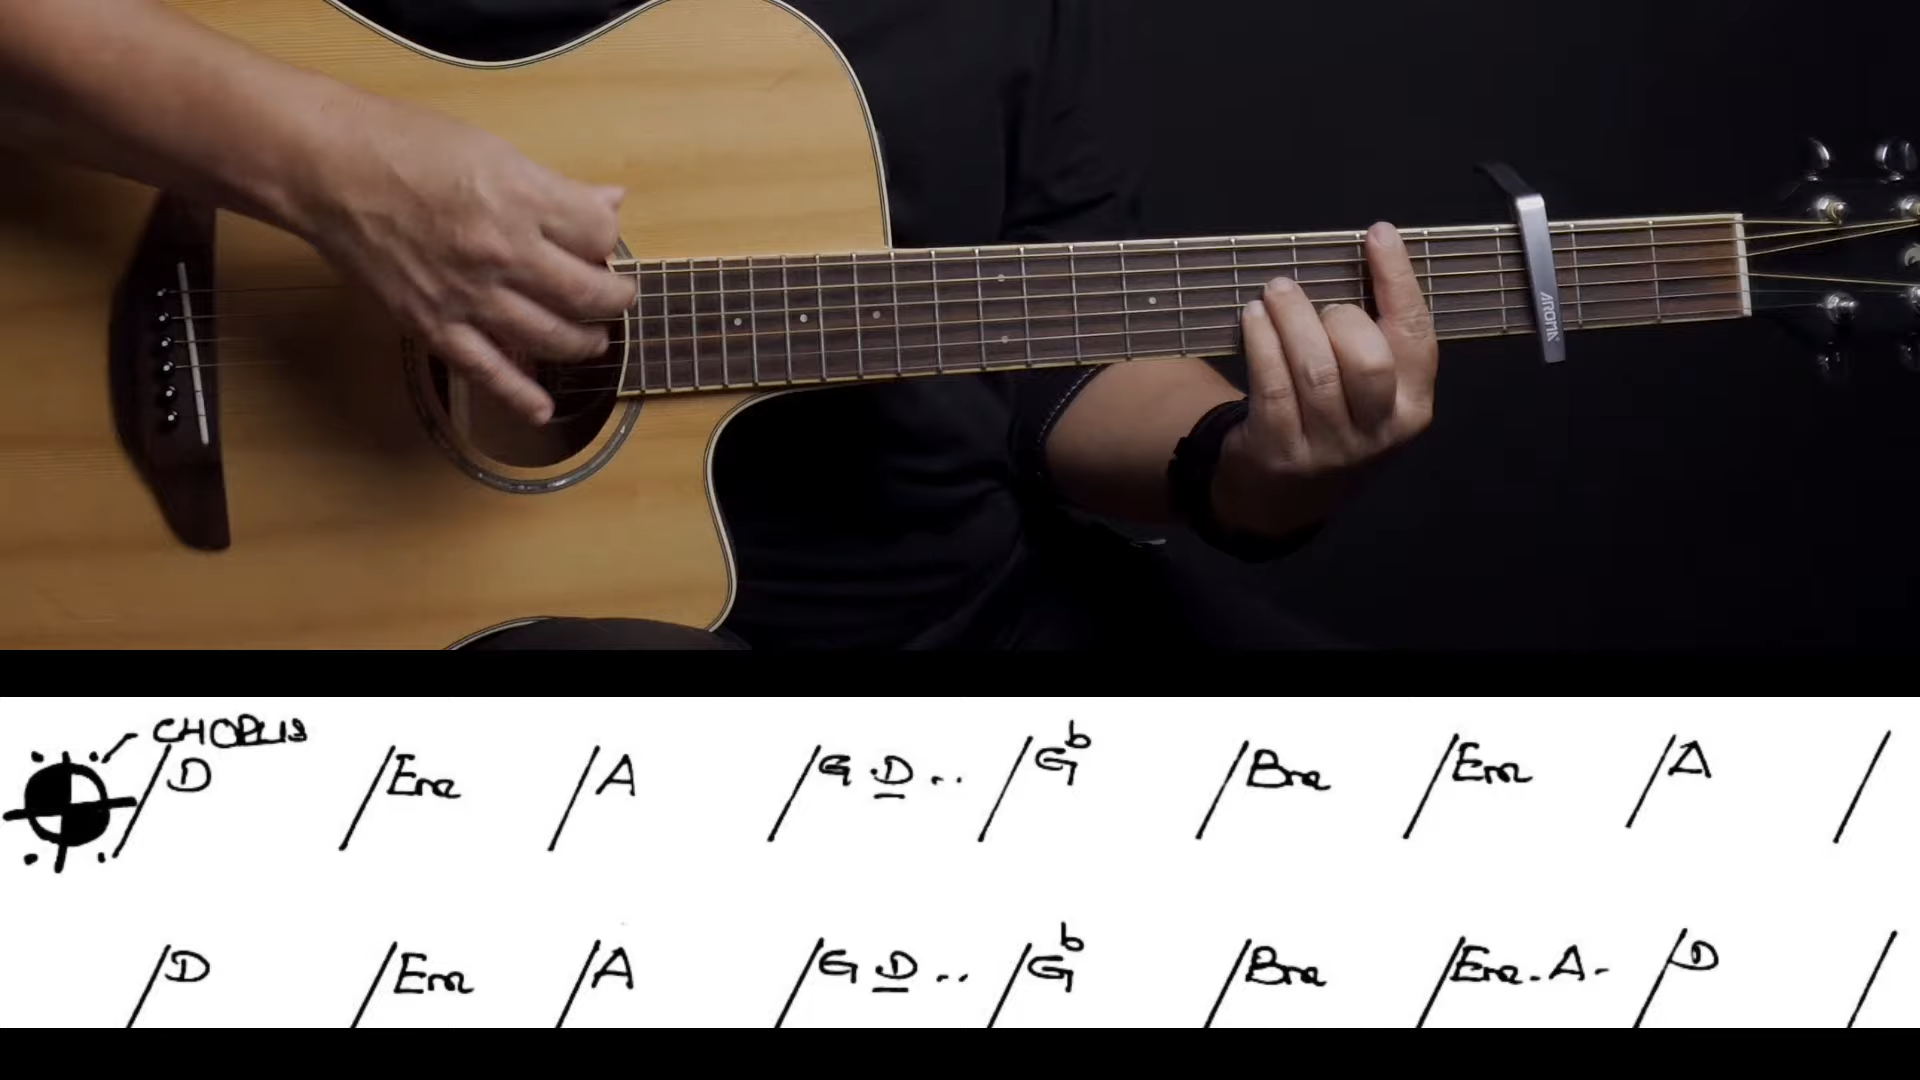 AROMA
CHORUS
/ D / Em / A / G . D .. / Gb / Bm / Em / A /
/ D / Em / A / G D .. / Gb / Bm / Em . A . / D /